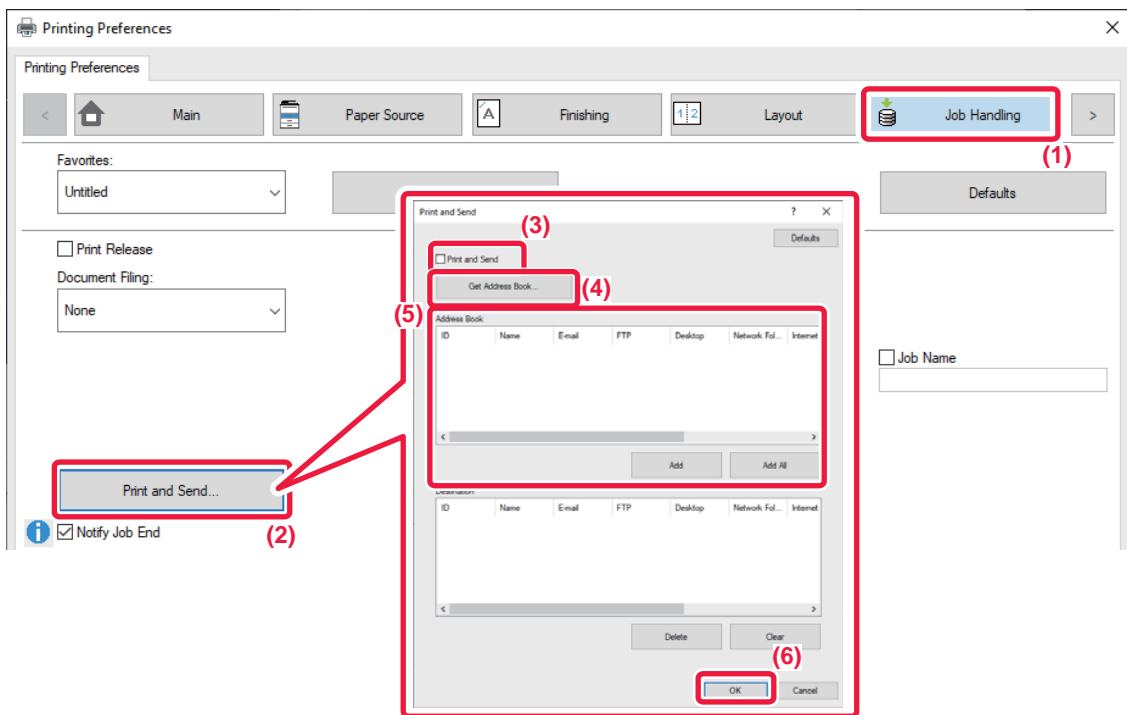 Printing Preferences
Printing Preferences
< Main Paper Source A Finishing 1 2 Layout Job Handling >
(1)
Favorites:
Untitled
Defaults
Print and Send ? ×
(3)
Defaults
Print Release
Print and Send
Document Filing:
Get Address Book...
(4)
None
(5)
Address Book
ID Name E-mail FTP Desktop Network Fol... Internet
Job Name
Add Add All
Print and Send...
Destination
ID Name E-mail FTP Desktop Network Fol... Internet
Notify Job End
(2)
Delete Clear
(6)
OK Cancel